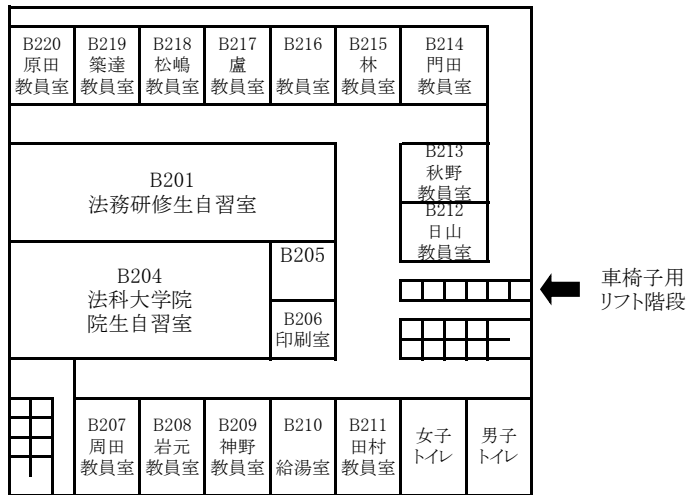 B220
原田
教員室
B219
築達
教員室
B218
松嶋
教員室
B217
盧
教員室
B216
教員室
B215
林
教員室
B214
門田
教員室
B213
秋野
教員室
B212
日山
教員室
B201
法務研修生自習室
B204
法科大学院
院生自習室
B205
B206
印刷室
車椅子用
リフト階段
B207
周田
教員室
B208
岩元
教員室
B209
神野
教員室
B210
給湯室
B211
田村
教員室
女子
トイレ
男子
トイレ